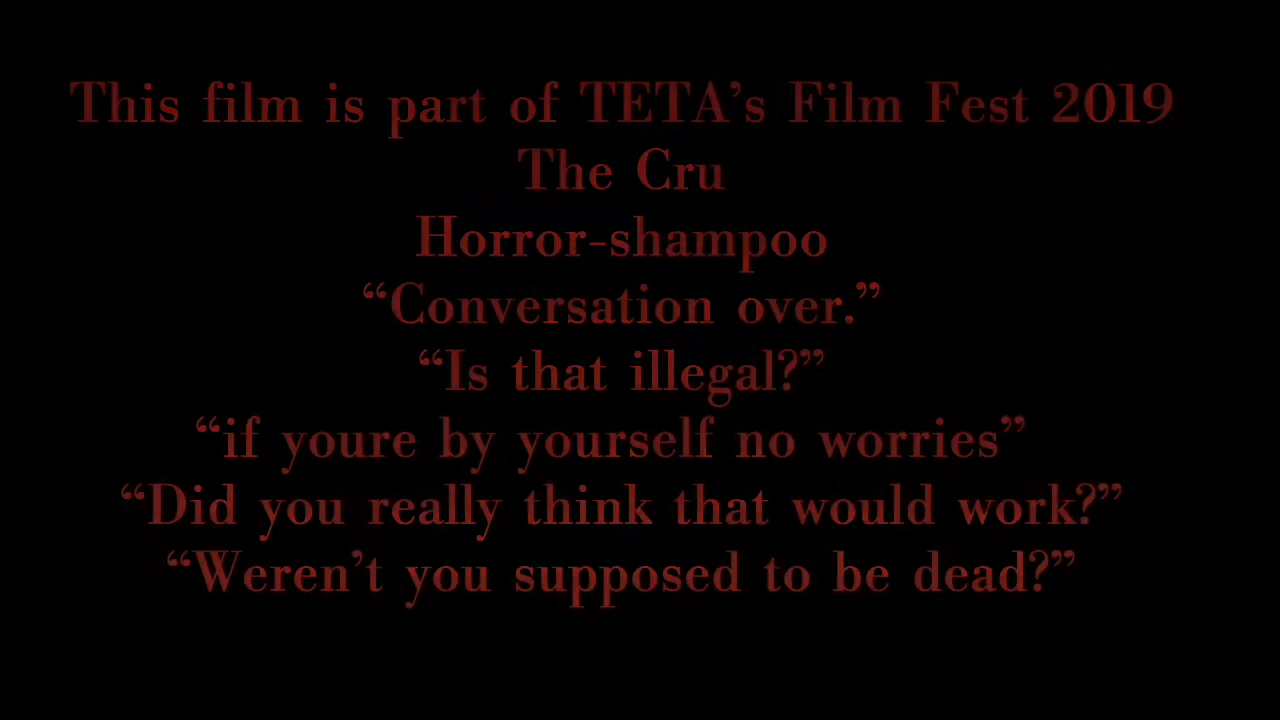 This film is part of TETA’s Film Fest 2019
The Cru
Horror-shampoo
“Conversation over.”
“Is that illegal?”
“if youre by yourself no worries”
“Did you really think that would work?”
“Weren’t you supposed to be dead?”